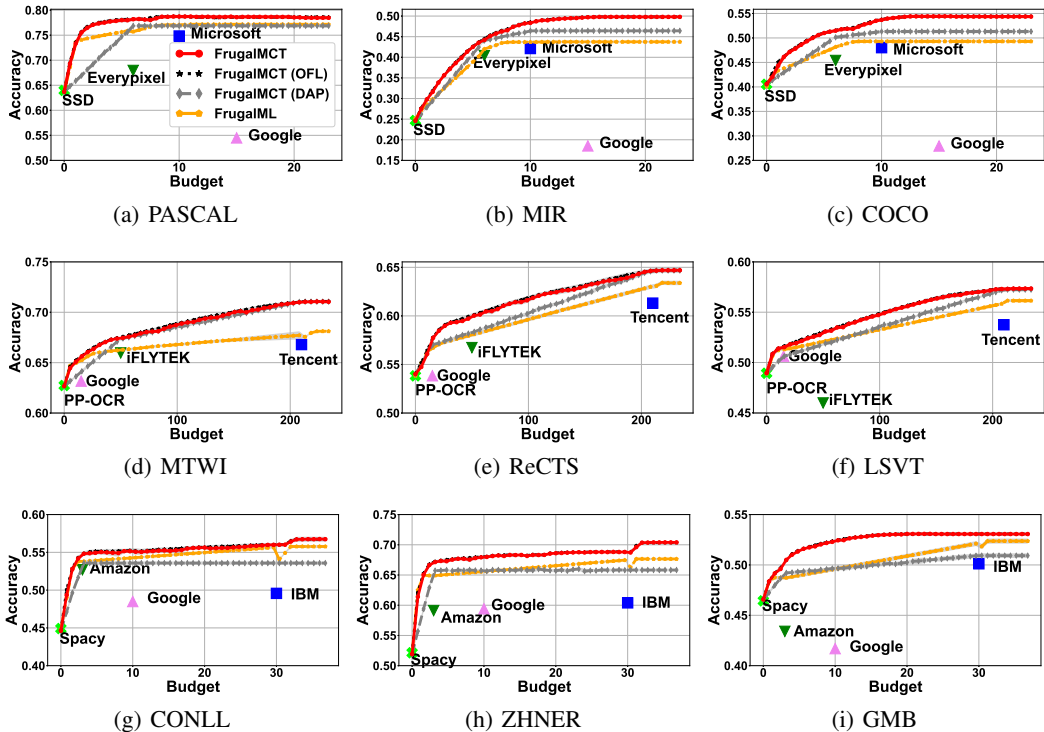 0.80
0.75
0.70
0.65
0.60
0.55
0.50
Accuracy
0 10 20
Budget
SSD
Everypixel
Microsoft
Google
FrugalMCT
FrugalMCT (OFL)
FrugalMCT (DAP)
FrugalML
(a) PASCAL
0.50
0.45
0.40
0.35
0.30
0.25
0.20
0.15
Accuracy
0 10 20
Budget
SSD
Everypixel
Microsoft
Google
(b) MIR
0.55
0.50
0.45
0.40
0.35
0.30
0.25
Accuracy
0 10 20
Budget
SSD
Everypixel
Microsoft
Google
(c) COCO
0.75
0.70
0.65
0.60
Accuracy
0 100 200
Budget
PP-OCR
Google
iFLYTEK
Tencent
(d) MTWI
0.65
0.60
0.55
0.50
Accuracy
0 100 200
Budget
PP-OCR
Google
iFLYTEK
Tencent
(e) ReCTS
0.60
0.55
0.50
0.45
Accuracy
0 100 200
Budget
PP-OCR
Google
iFLYTEK
Tencent
(f) LSVT
0.60
0.55
0.50
0.45
0.40
Accuracy
0 10 20 30
Budget
Spacy
Amazon
Google
IBM
(g) CONLL
0.75
0.70
0.65
0.60
0.55
0.50
Accuracy
0 10 20 30
Budget
Spacy
Amazon
Google
IBM
(h) ZHNER
0.55
0.50
0.45
0.40
Accuracy
0 10 20 30
Budget
Spacy
Amazon
Google
IBM
(i) GMB